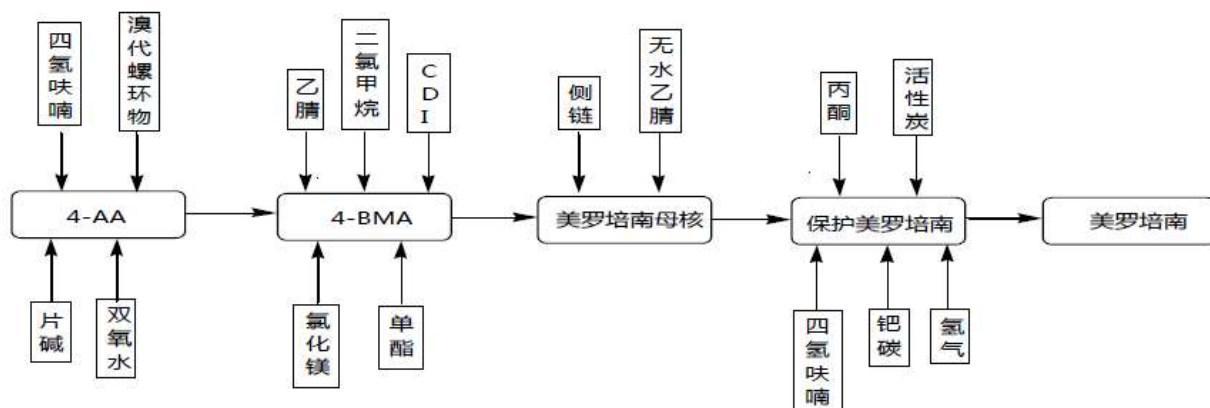 四氢呋喃
溴代螺环物
乙腈
二氯甲烷
CDI
侧链
无水乙腈
丙酮
活性炭
4-AA
4-BMA
美罗培南母核
保护美罗培南
美罗培南
片碱
双氧水
氯化镁
单酯
四氢呋喃
钯碳
氢气